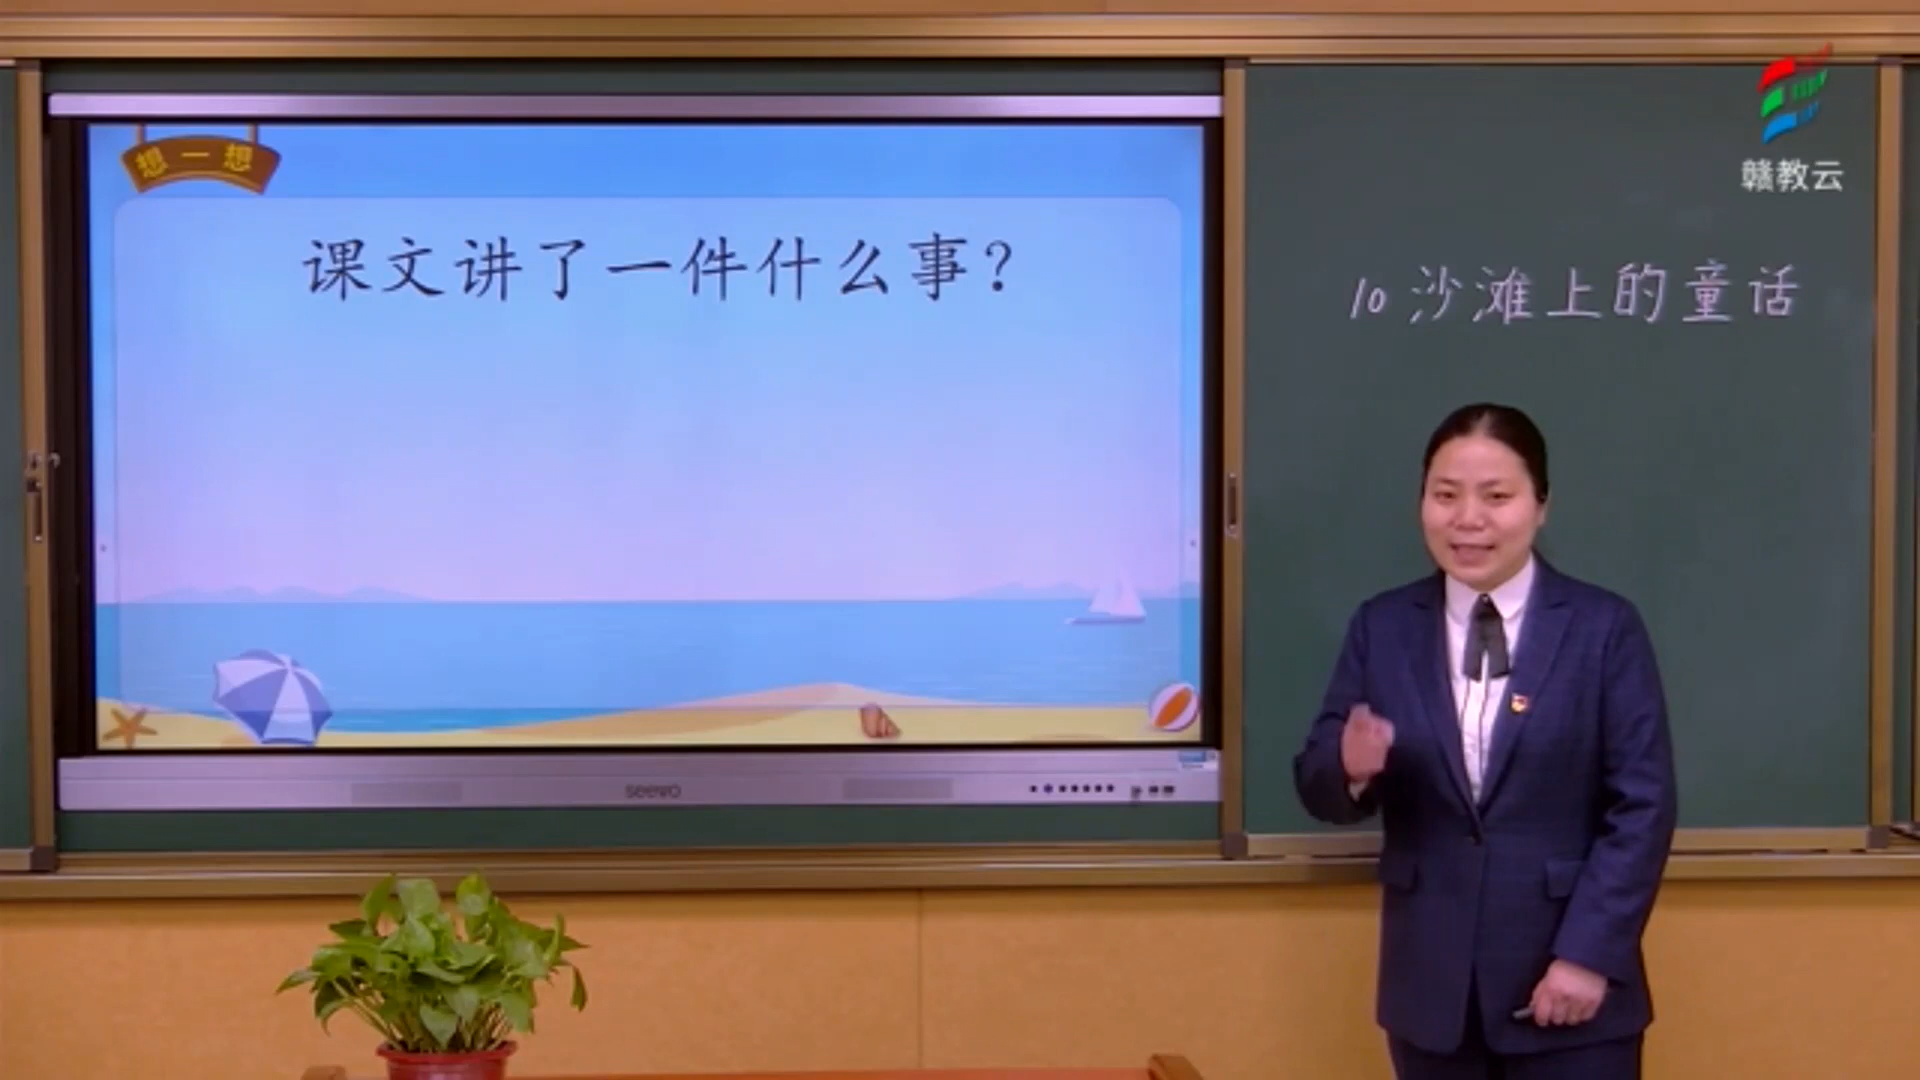 想一想
课文讲了一件什么事？
赣教云
10 沙滩上的童话
seewo